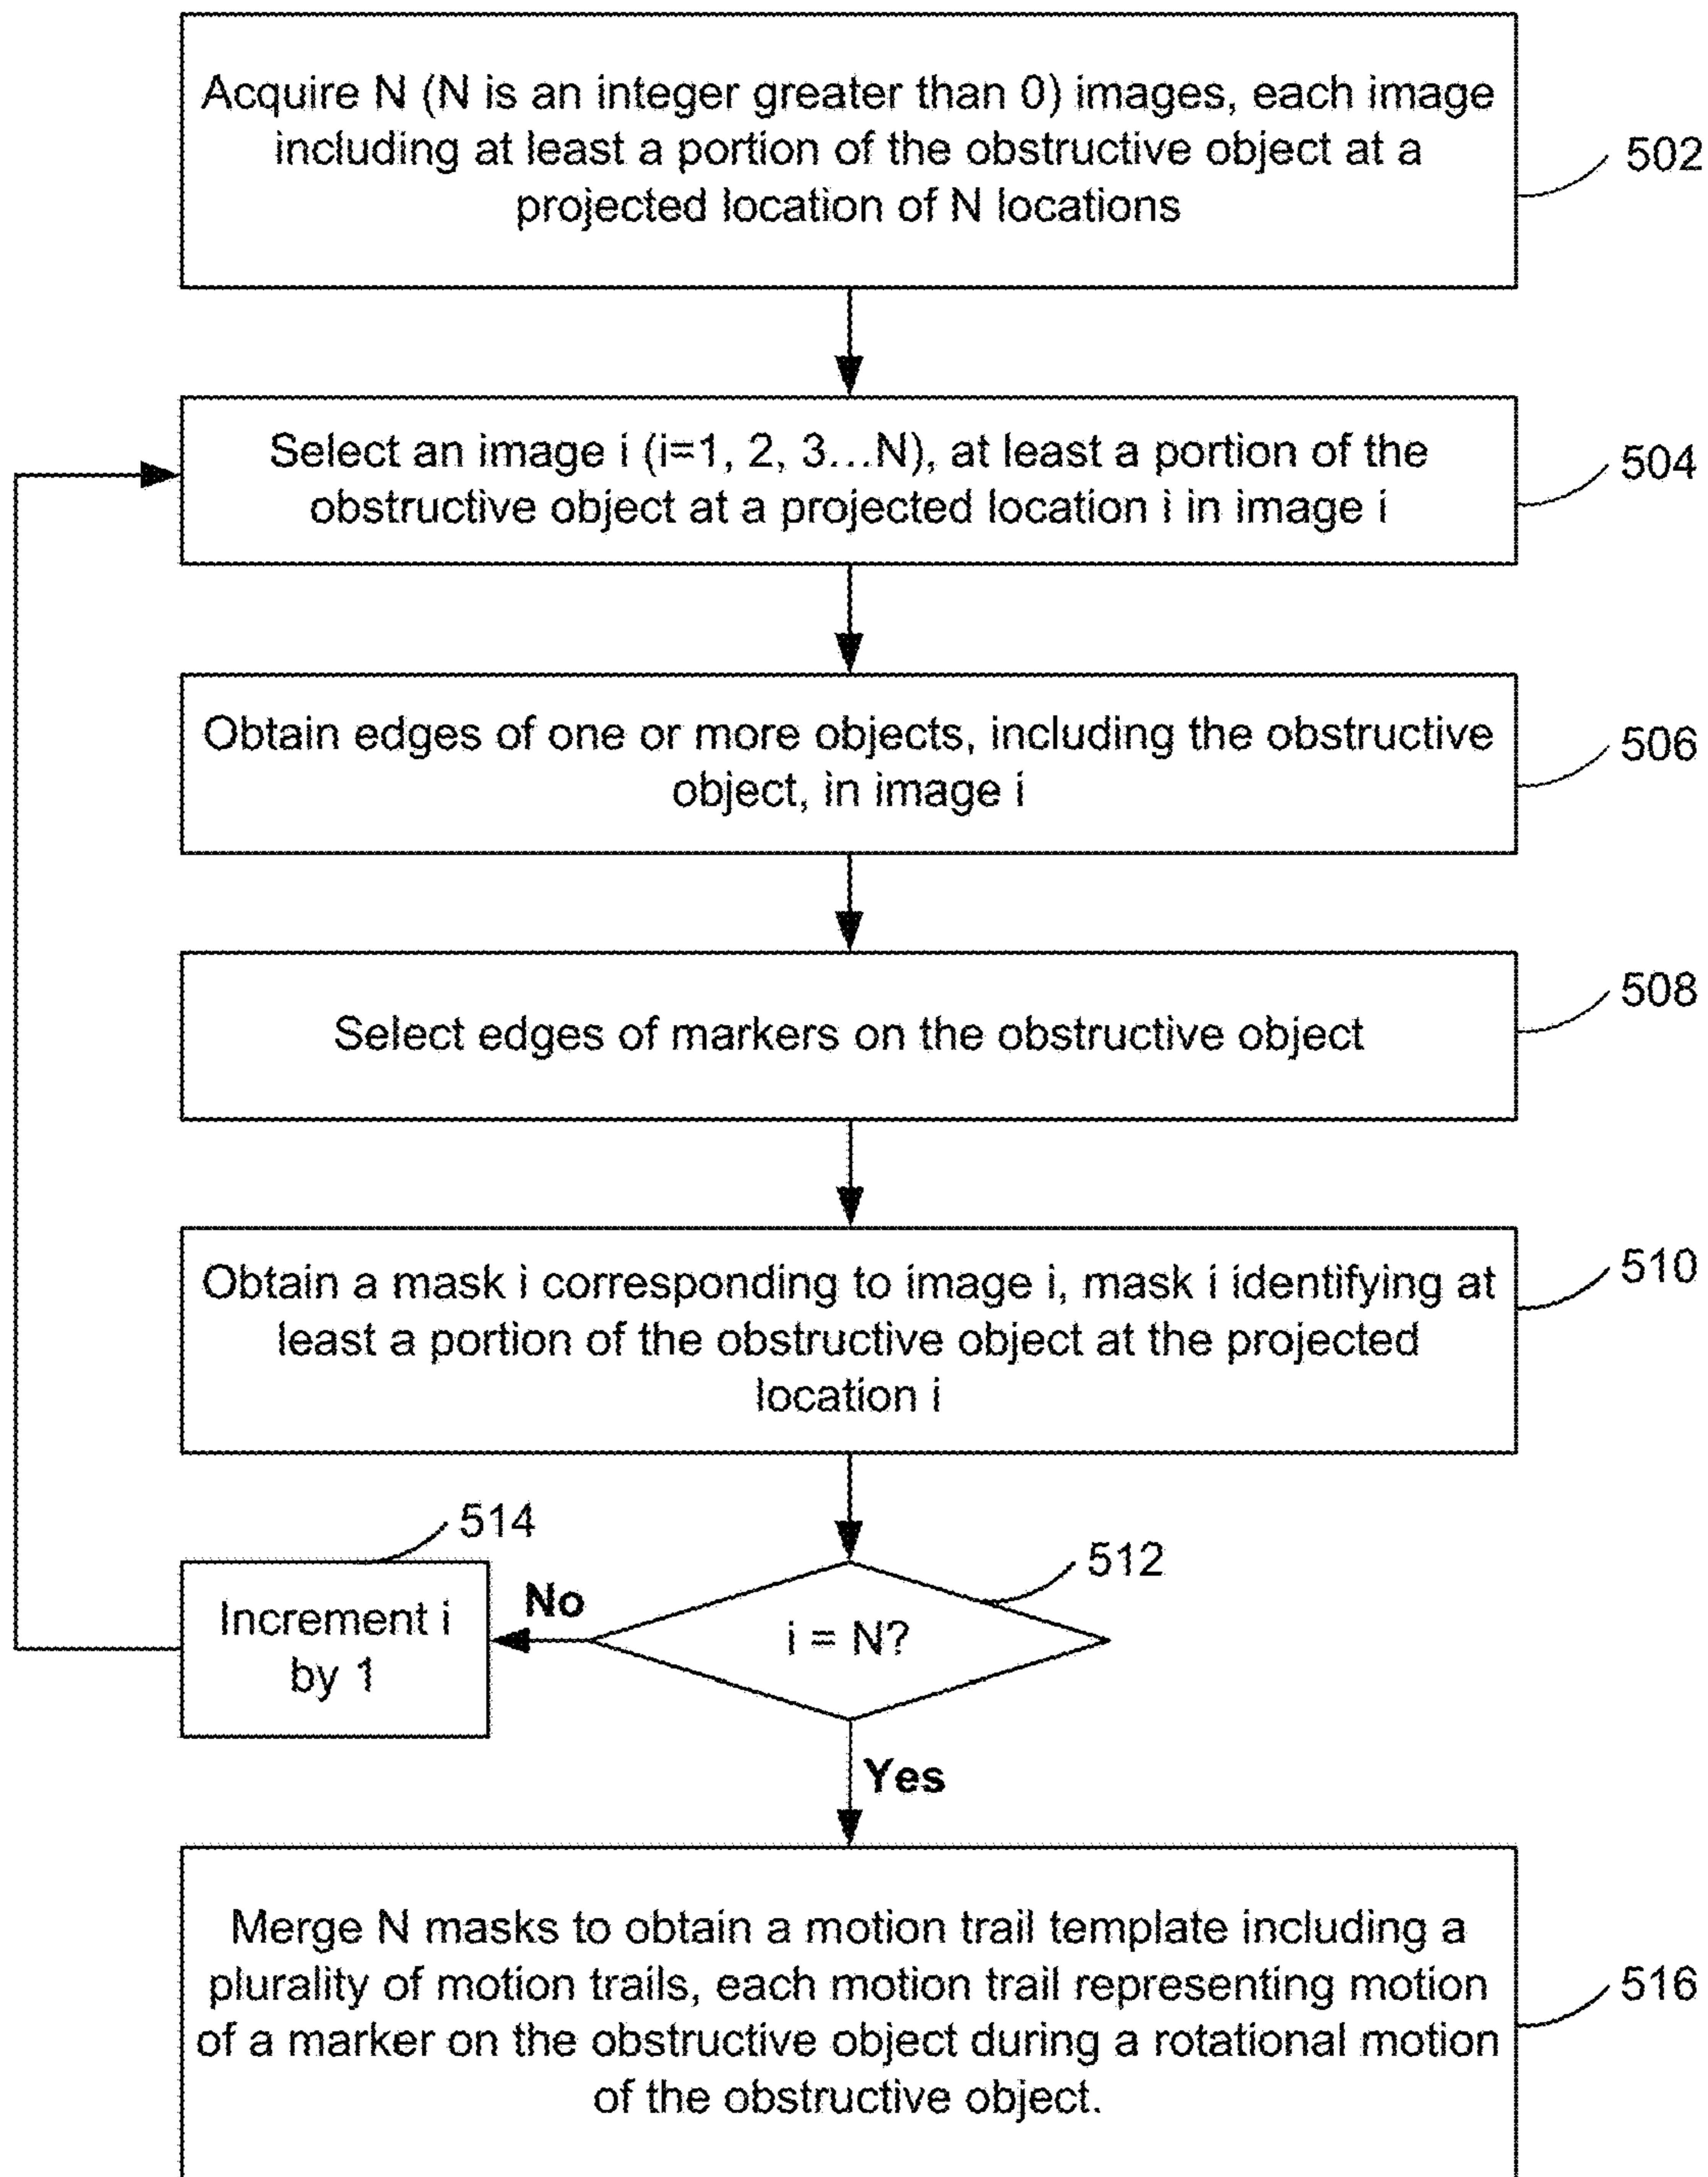 Acquire N (N is an integer greater than 0) images, each image
including at least a portion of the obstructive object at a
projected location of N locations
502
Select an image i (i=1, 2, 3...N), at least a portion of the
obstructive object at a projected location i in image i
504
Obtain edges of one or more objects, including the obstructive
object, in image i
506
Select edges of markers on the obstructive object
508
Obtain a mask i corresponding to image i, mask i identifying at
least a portion of the obstructive object at the projected
location i
510
514
512
Increment i
by 1
No
i = N?
Yes
Merge N masks to obtain a motion trail template including a
plurality of motion trails, each motion trail representing motion
of a marker on the obstructive object during a rotational motion
of the obstructive object.
516